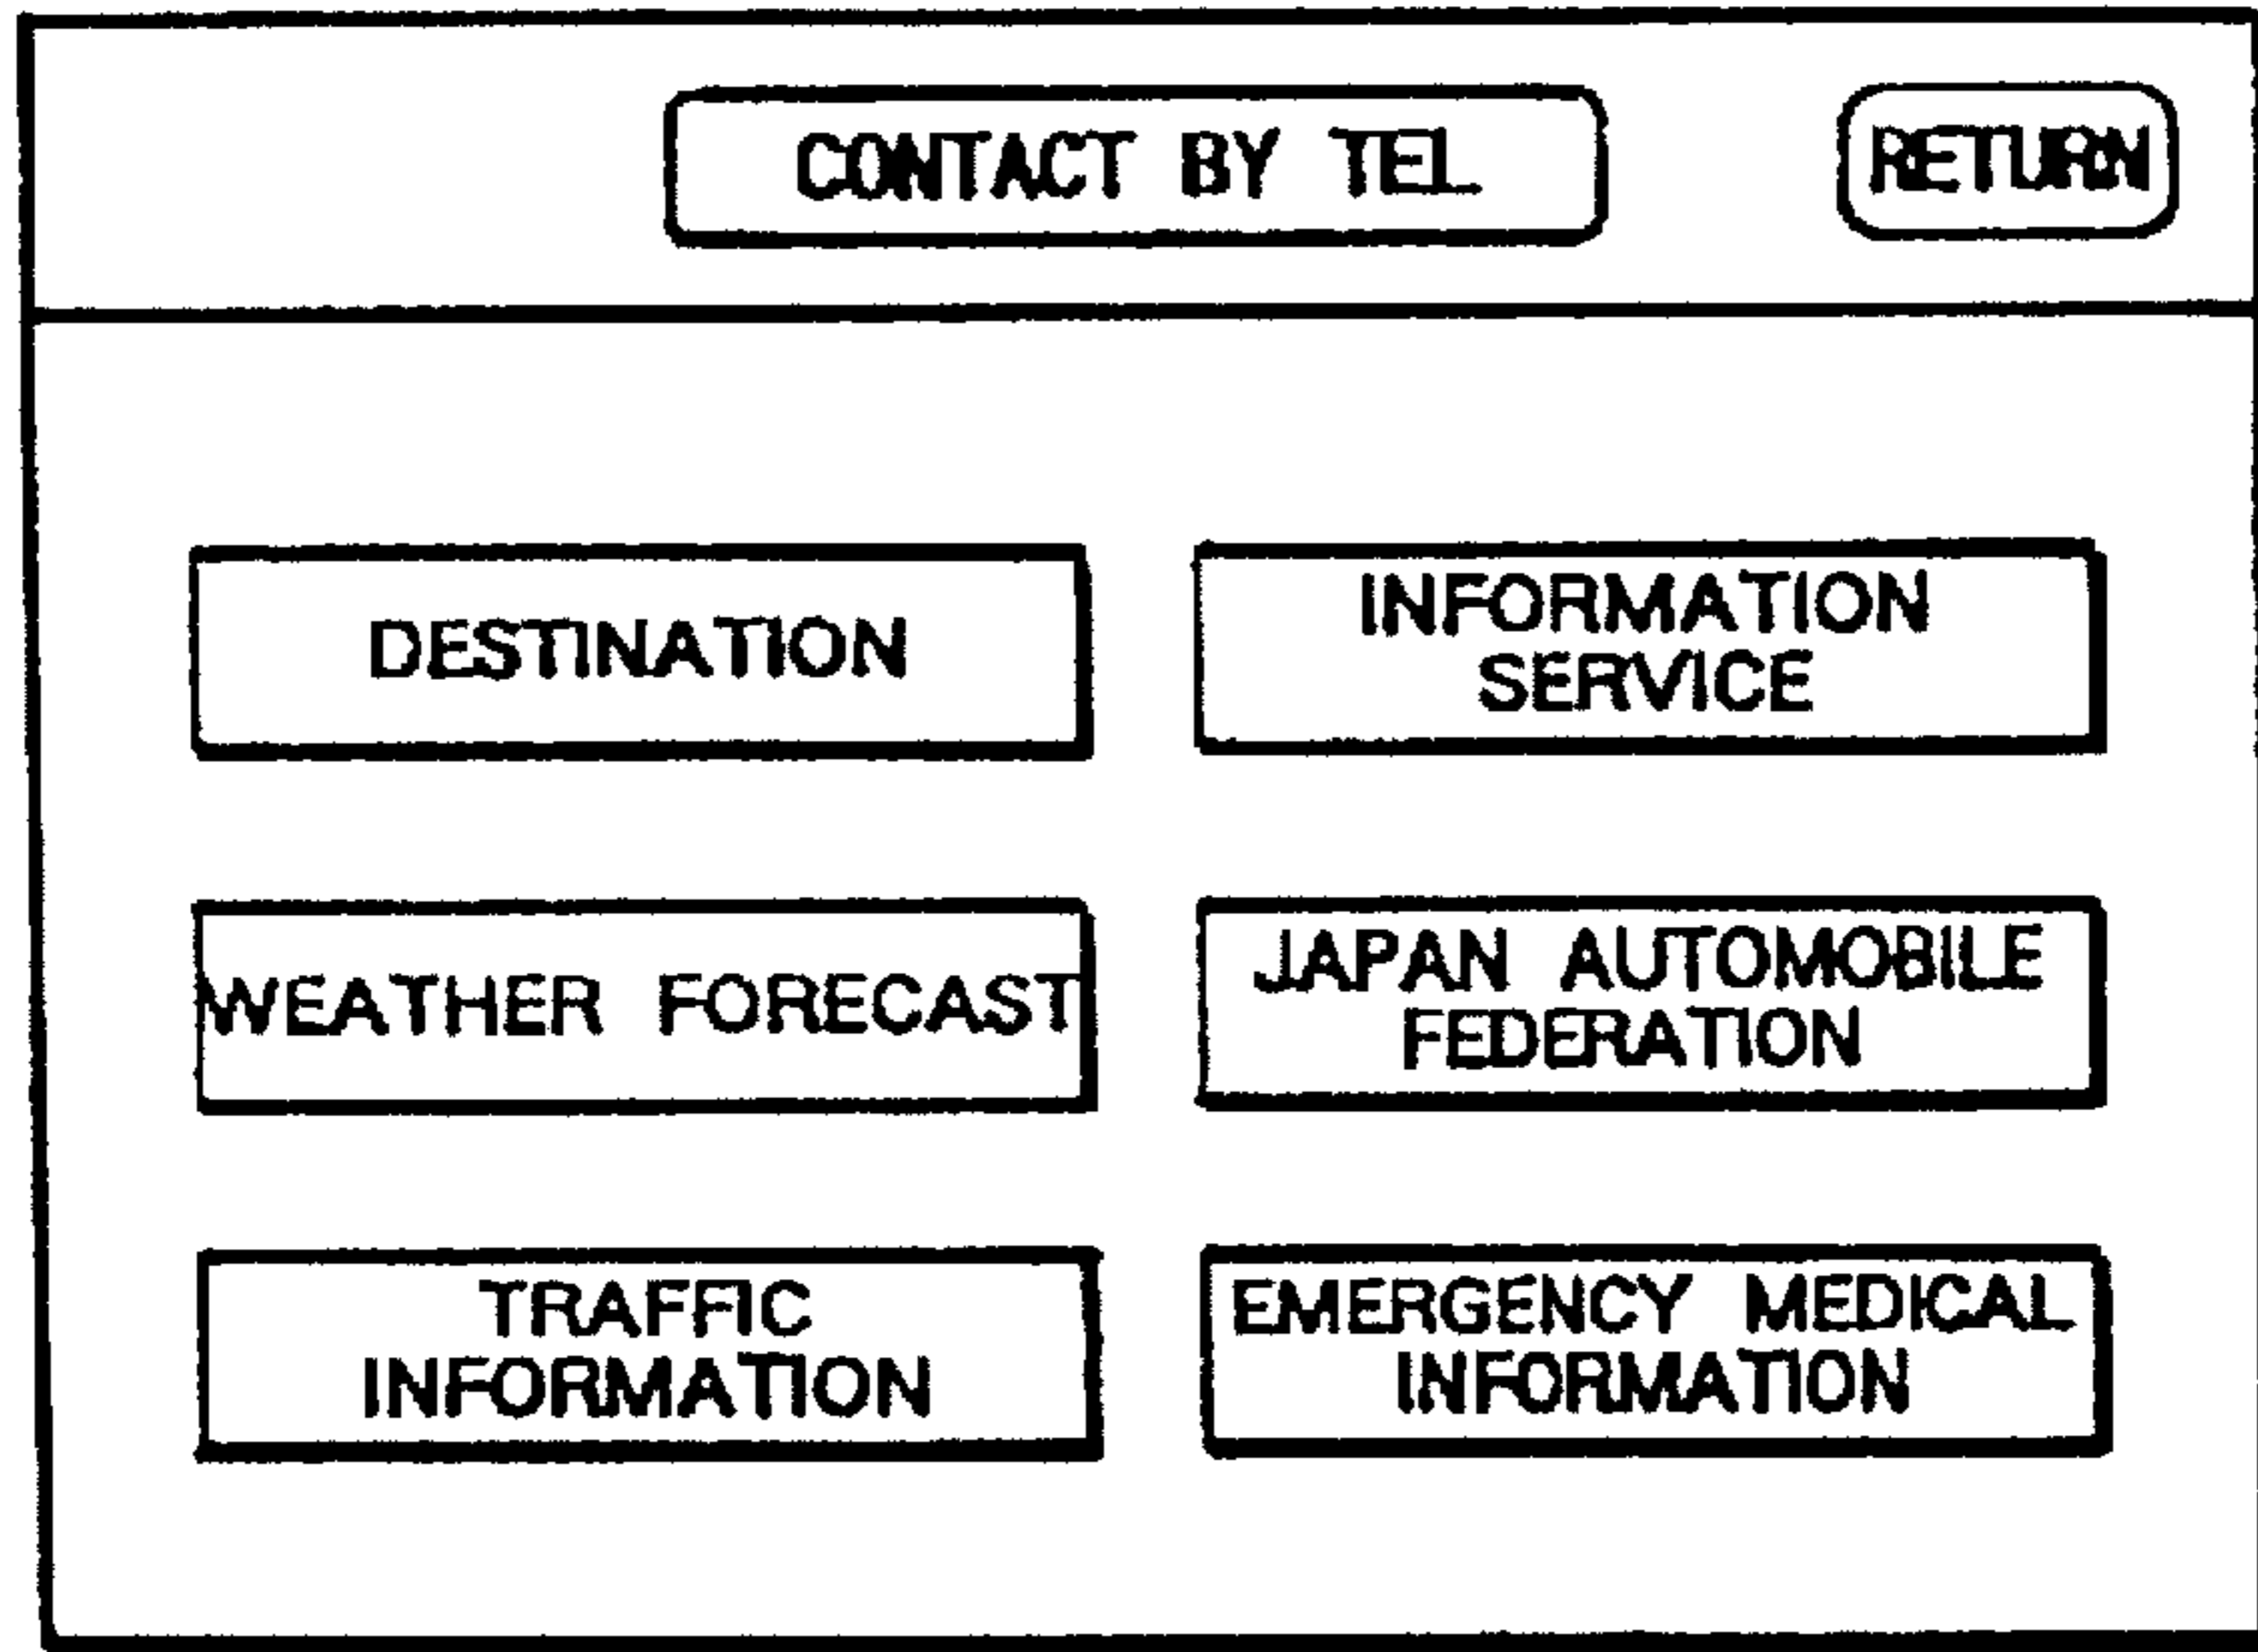 CONTACT BY TEL
RETURN
DESTINATION
INFORMATION
SERVICE
WEATHER FORECAST
JAPAN AUTOMOBILE
FEDERATION
TRAFFIC
INFORMATION
EMERGENCY MEDICAL
INFORMATION